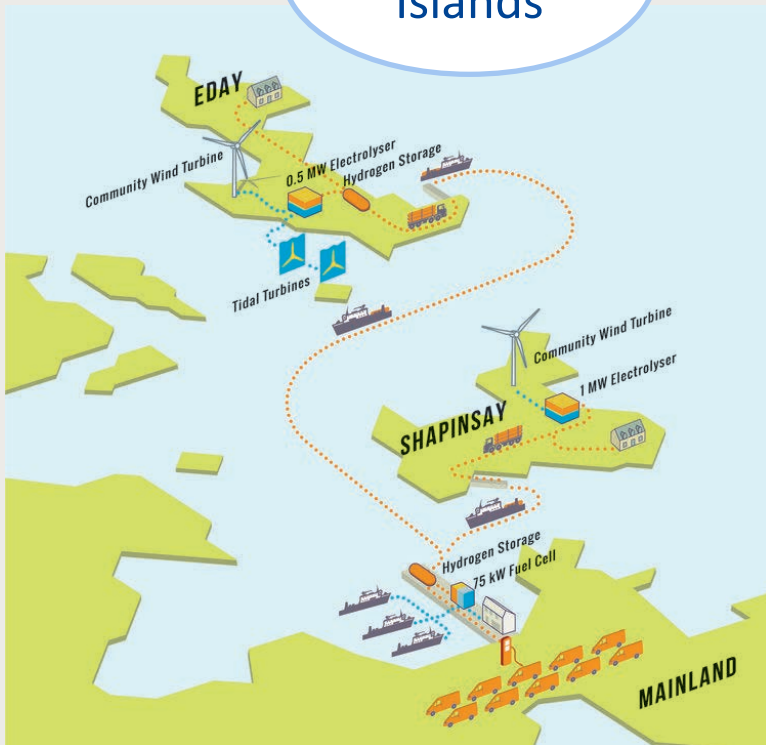 Islands
EDAY
Community Wind Turbine
0.5 MW Electrolyser
Hydrogen Storage
Tidal Turbines
Community Wind Turbine
1 MW Electrolyser
SHAPINSAY
Hydrogen Storage
75 kW Fuel Cell
MAINLAND